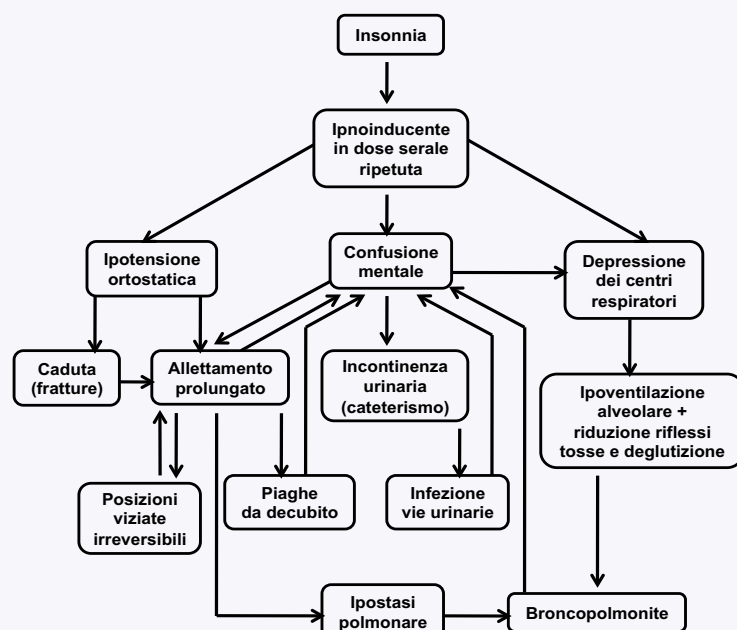 Insonnia
Ipnoinducente
in dose serale
ripetuta
Ipotensione
ortostatica
Confusione
mentale
Depressione
dei centri
respiratori
Caduta
(fratture)
Allettamento
prolungato
Incontinenza
urinaria
(cateterismo)
Ipoventilazione
alveolare +
riduzione riflessi
tosse e deglutizione
Posizioni
viziate
irreversibili
Piaghe
da decubito
Infezione
vie urinarie
Ipostasi
polmonare
Broncopolmonite